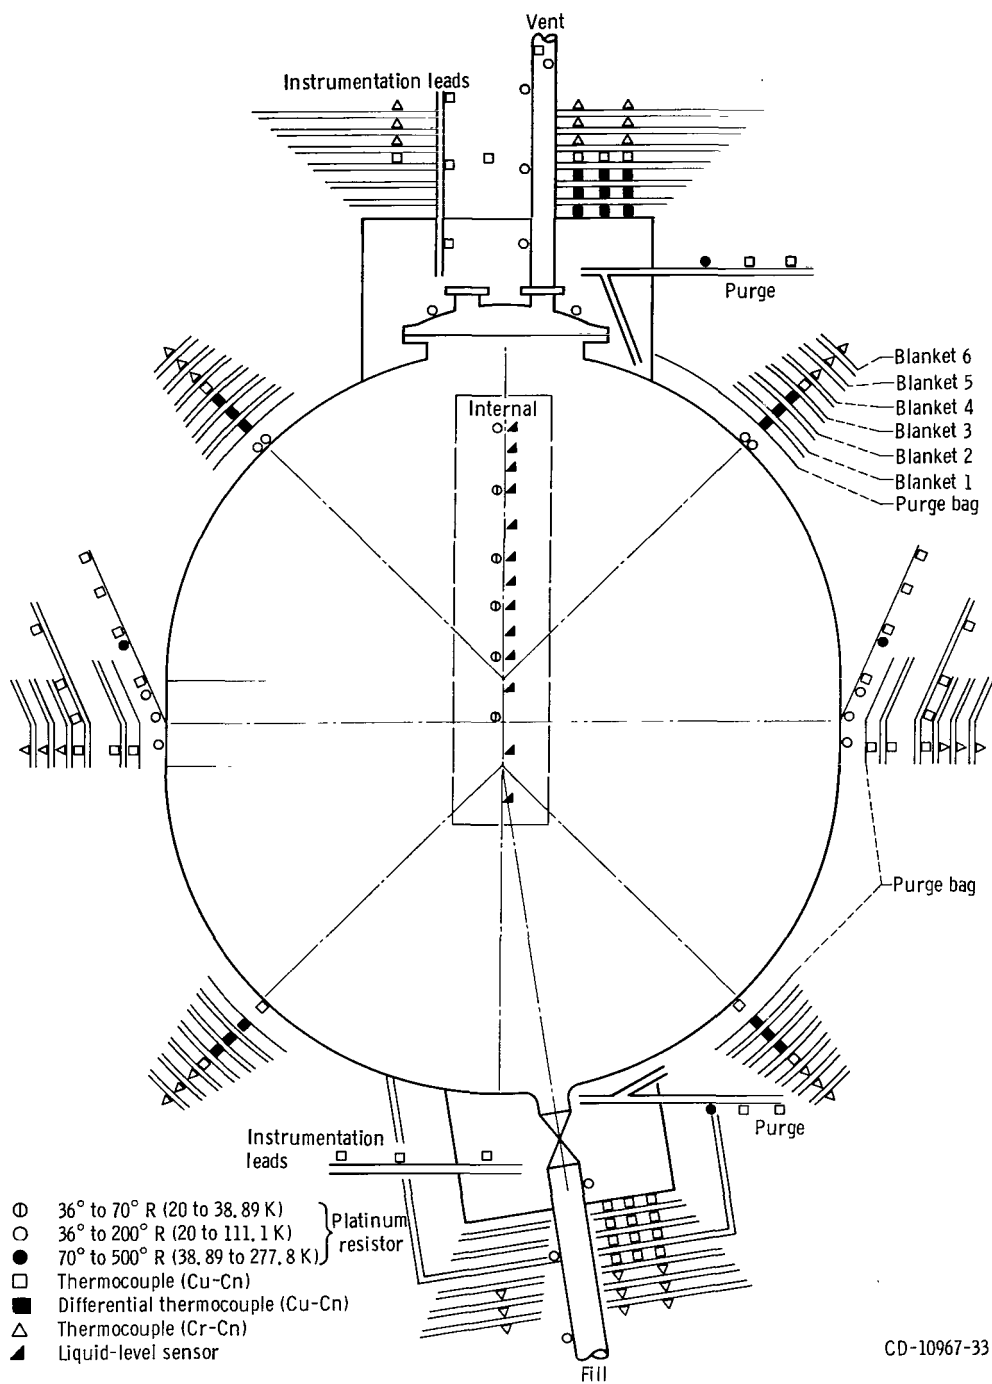 Vent
Instrumentation leads
Purge
Blanket 6
Blanket 5
Blanket 4
Blanket 3
Blanket 2
Blanket 1
Purge bag
Internal
Purge bag
Purge
Instrumentation
leads
36° to 70° R (20 to 38.89 K)
36° to 200° R (20 to 111.1 K)
70° to 500° R (38.89 to 277.8 K)
Platinum
resistor
Thermocouple (Cu-Cn)
Differential thermocouple (Cu-Cn)
Thermocouple (Cr-Cn)
Liquid-level sensor
Fill
CD-10967-33